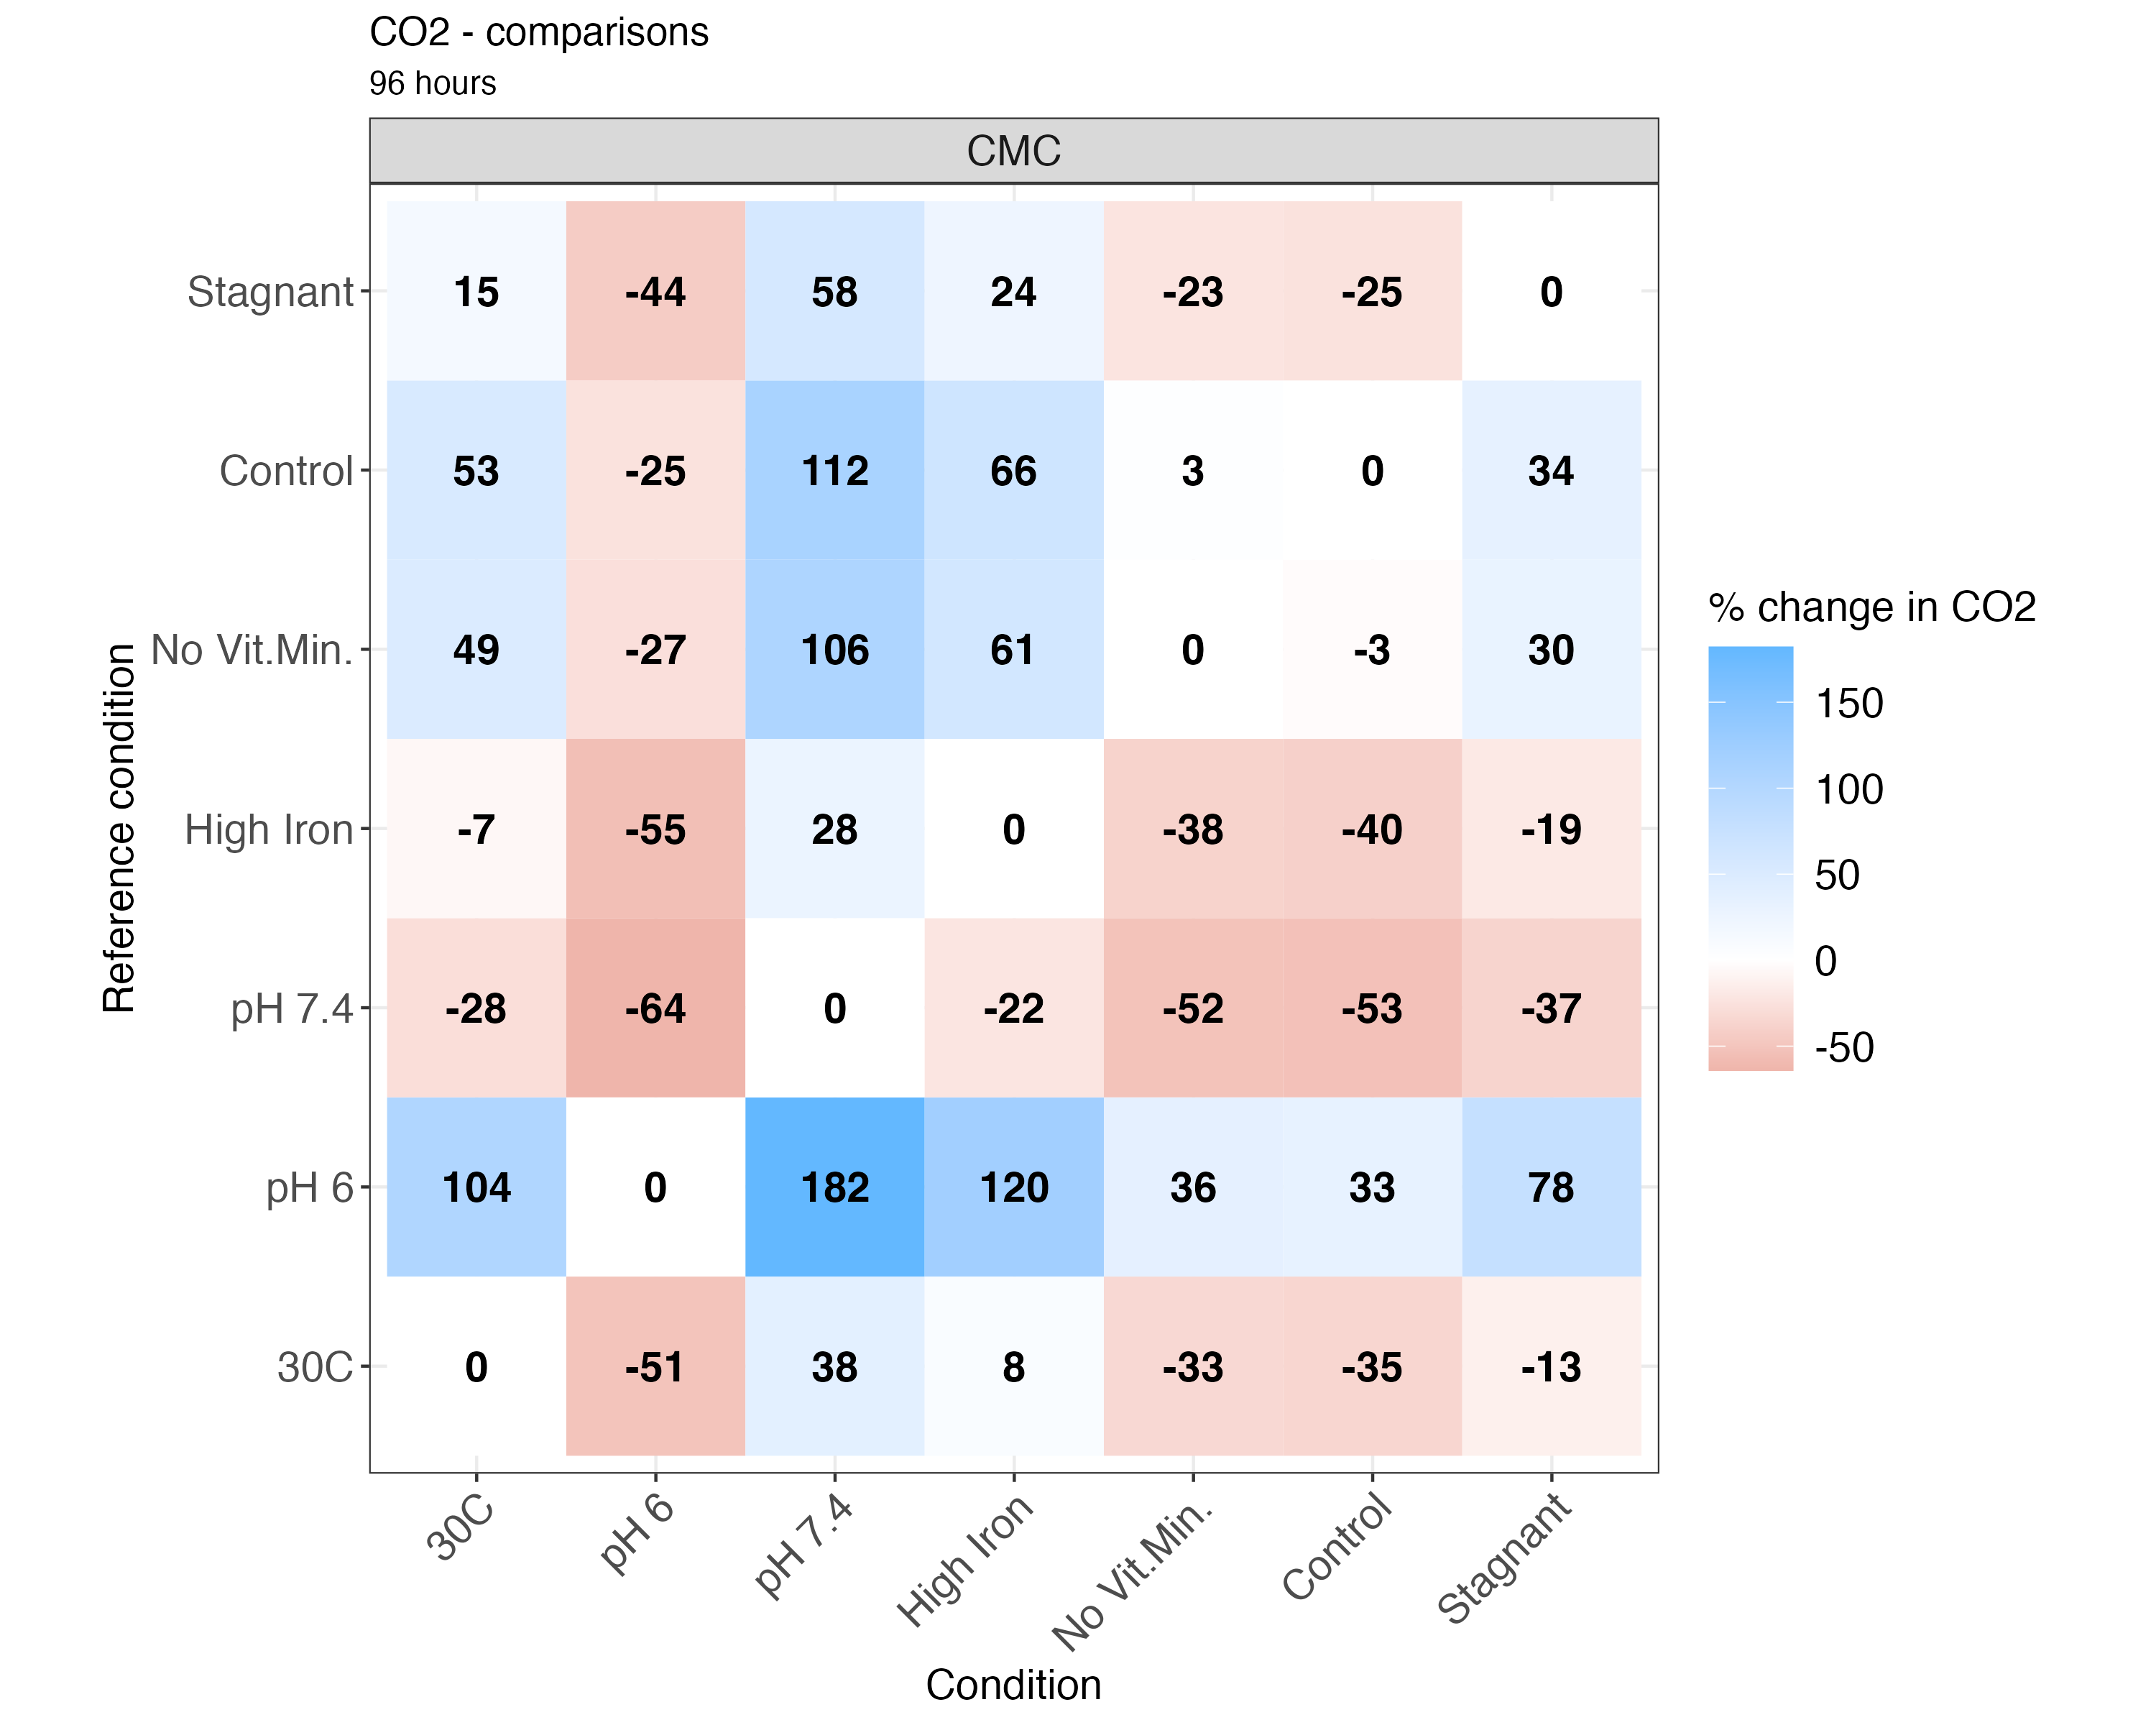 CO2 - comparisons
96 hours
CMC
Stagnant 15 -44 58 24 -23 -25 0
Control 53 -25 112 66 3 0 34
No Vit.Min. 49 -27 106 61 0 -3 30
High Iron -7 -55 28 0 -38 -40 -19
pH 7.4 -28 -64 0 -22 -52 -53 -37
pH 6 104 0 182 120 36 33 78
30C 0 -51 38 8 -33 -35 -13
30C pH 6 pH 7.4 High Iron No Vit.Min. Control Stagnant
Condition
Reference condition
% change in CO2
150
100
50
0
-50